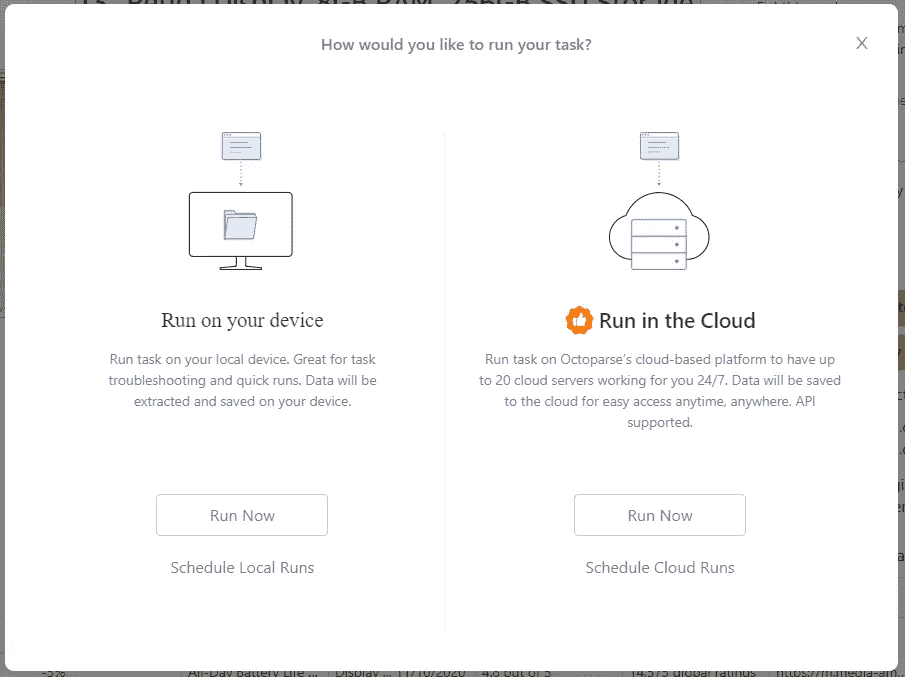 How would you like to run your task?
X
Run on your device
Run task on your local device. Great for task
troubleshooting and quick runs. Data will be
extracted and saved on your device.
Run Now
Schedule Local Runs
Run in the Cloud
Run task on Octoparse's cloud-based platform to have up
to 20 cloud servers working for you 24/7. Data will be saved
to the cloud for easy access anytime, anywhere. API
supported.
Run Now
Schedule Cloud Runs
-5% All-Day Battery Life ... Display ... 11/10/2020 4.8 out of 5 14,575 global ratings https://m.media-am...